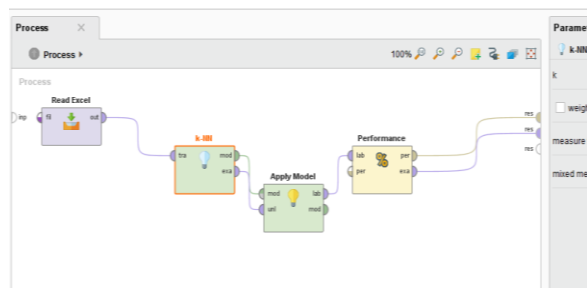 Process
Parame
Process
100%
k-NN
Process
k
Read Excel
inp
fil
out
weigh
res
k-NN
Performance
res
tra
mod
lab
per
res
measure
exa
per
exa
Apply Model
mod
lab
mixed me
unl
mod